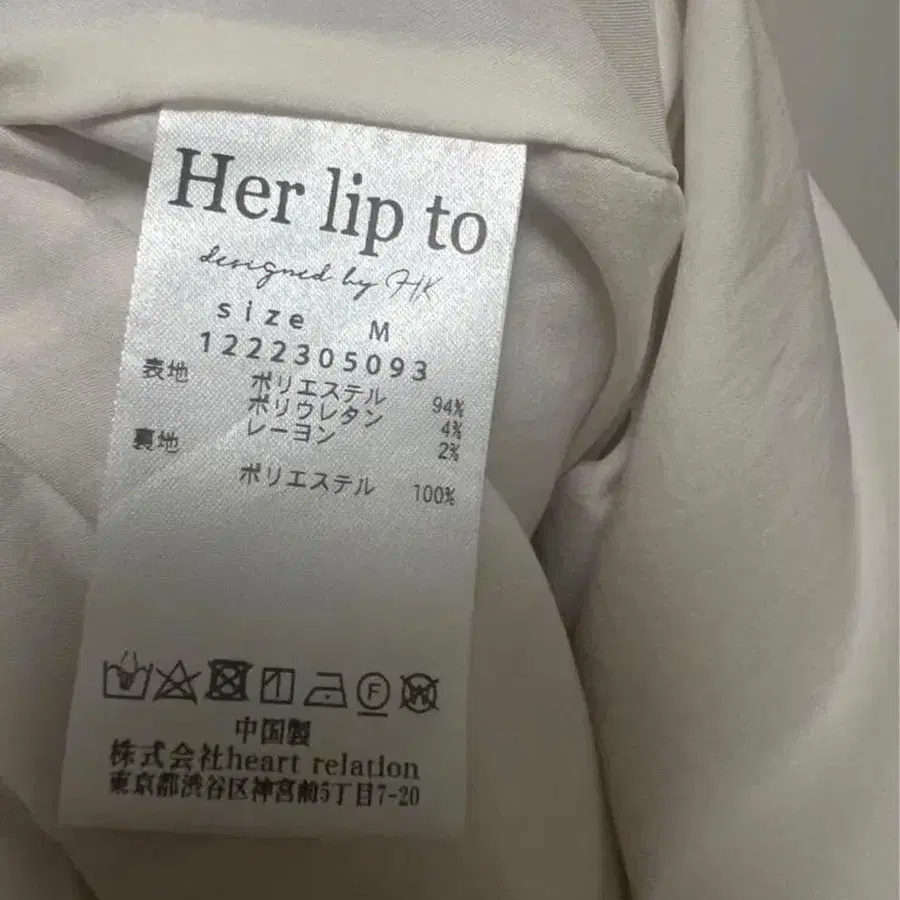 Her lip to
designed by HK
size M
1222305093
表地 ポリエステル 94%
ポリウレタン 4%
レーヨン 2%
裏地
ポリエステル 100%
F W
中国製
株式会社heart relation
東京都渋谷区神宮前5丁目7-20